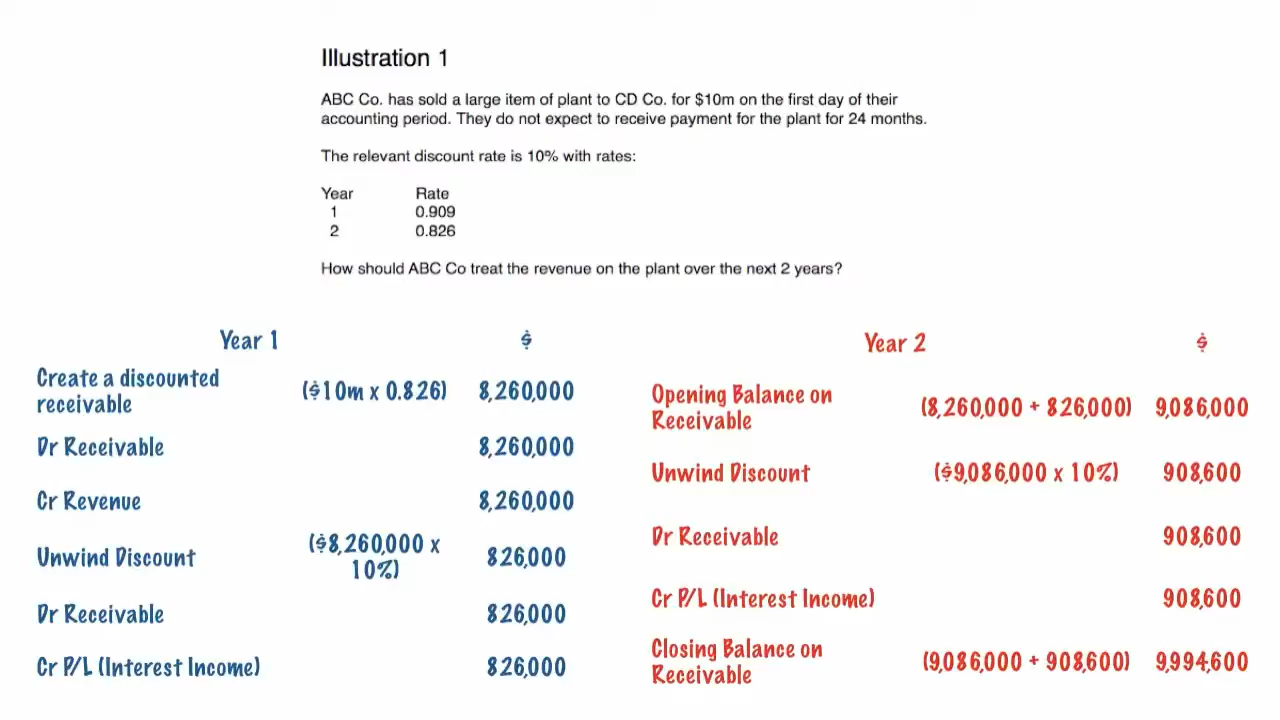 Illustration 1
ABC Co. has sold a large item of plant to CD Co. for $10m on the first day of their
accounting period. They do not expect to receive payment for the plant for 24 months.
The relevant discount rate is 10% with rates:
Year Rate
1 0.909
2 0.826
How should ABC Co treat the revenue on the plant over the next 2 years?
Year 1 $
Create a discounted
receivable ($10m x 0.826) 8,260,000
Dr Receivable 8,260,000
Cr Revenue 8,260,000
Unwind Discount ($8,260,000 x
10%) 826,000
Dr Receivable 826,000
Cr P/L (Interest Income) 826,000
Year 2 $
Opening Balance on
Receivable (8,260,000 + 826,000) 9,086,000
Unwind Discount ($9,086,000 x 10%) 908,600
Dr Receivable 908,600
Cr P/L (Interest Income) 908,600
Closing Balance on
Receivable (9,086,000 + 908,600) 9,994,600